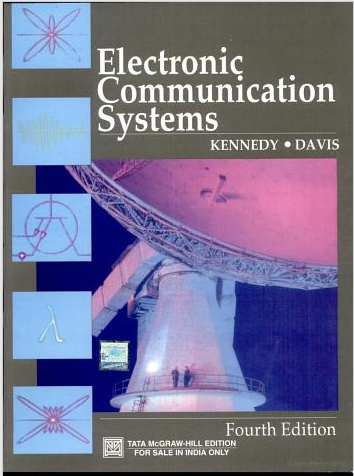 Electronic
Communication
Systems
KENNEDY • DAVIS
λ
Fourth Edition
TATA McGRAW-HILL EDITION
FOR SALE IN INDIA ONLY